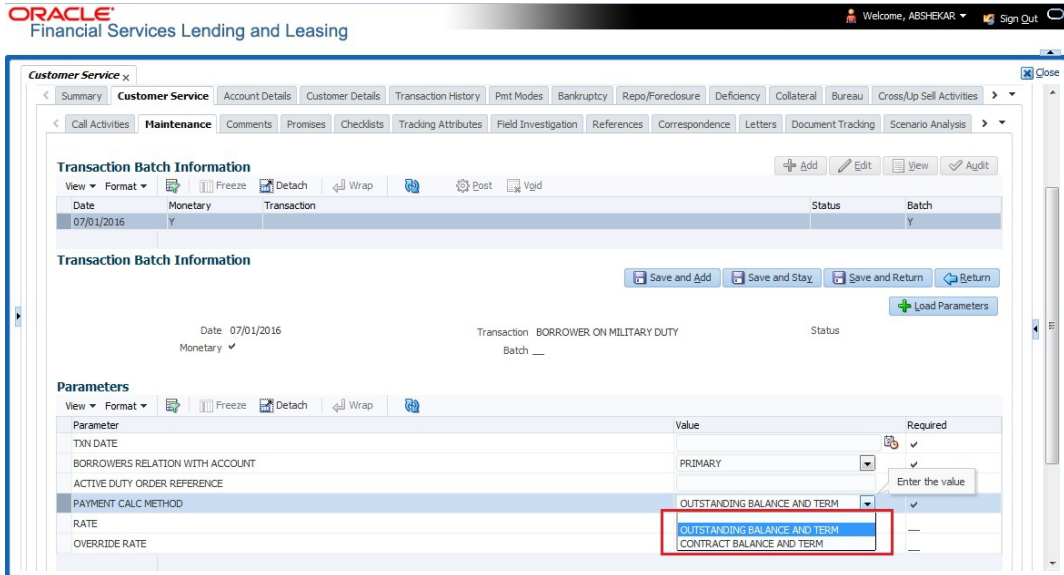 ORACLE
Financial Services Lending and Leasing
Welcome, ABSHEKAR Sign Out
Customer Service x
Close
Summary Customer Service Account Details Customer Details Transaction History Pmt Modes Bankruptcy Repo/Foreclosure Deficiency Collateral Bureau Cross/Up Sell Activities
Call Activities Maintenance Comments Promises Checklists Tracking Attributes Field Investigation References Correspondence Letters Document Tracking Scenario Analysis
Transaction Batch Information
Add Edit View Audit
View Format Freeze Detach Wrap Post Void
Date Monetary Transaction Status Batch
07/01/2016 Y Y
Transaction Batch Information
Save and Add Save and Stay Save and Return Return
Load Parameters
Date 07/01/2016 Transaction BORROWER ON MILITARY DUTY Status
Monetary Batch
Parameters
View Format Freeze Detach Wrap
Parameter Value Required
TXN DATE
BORROWERS RELATION WITH ACCOUNT PRIMARY
ACTIVE DUTY ORDER REFERENCE
Enter the value
PAYMENT CALC METHOD OUTSTANDING BALANCE AND TERM
RATE OUTSTANDING BALANCE AND TERM
OVERRIDE RATE CONTRACT BALANCE AND TERM